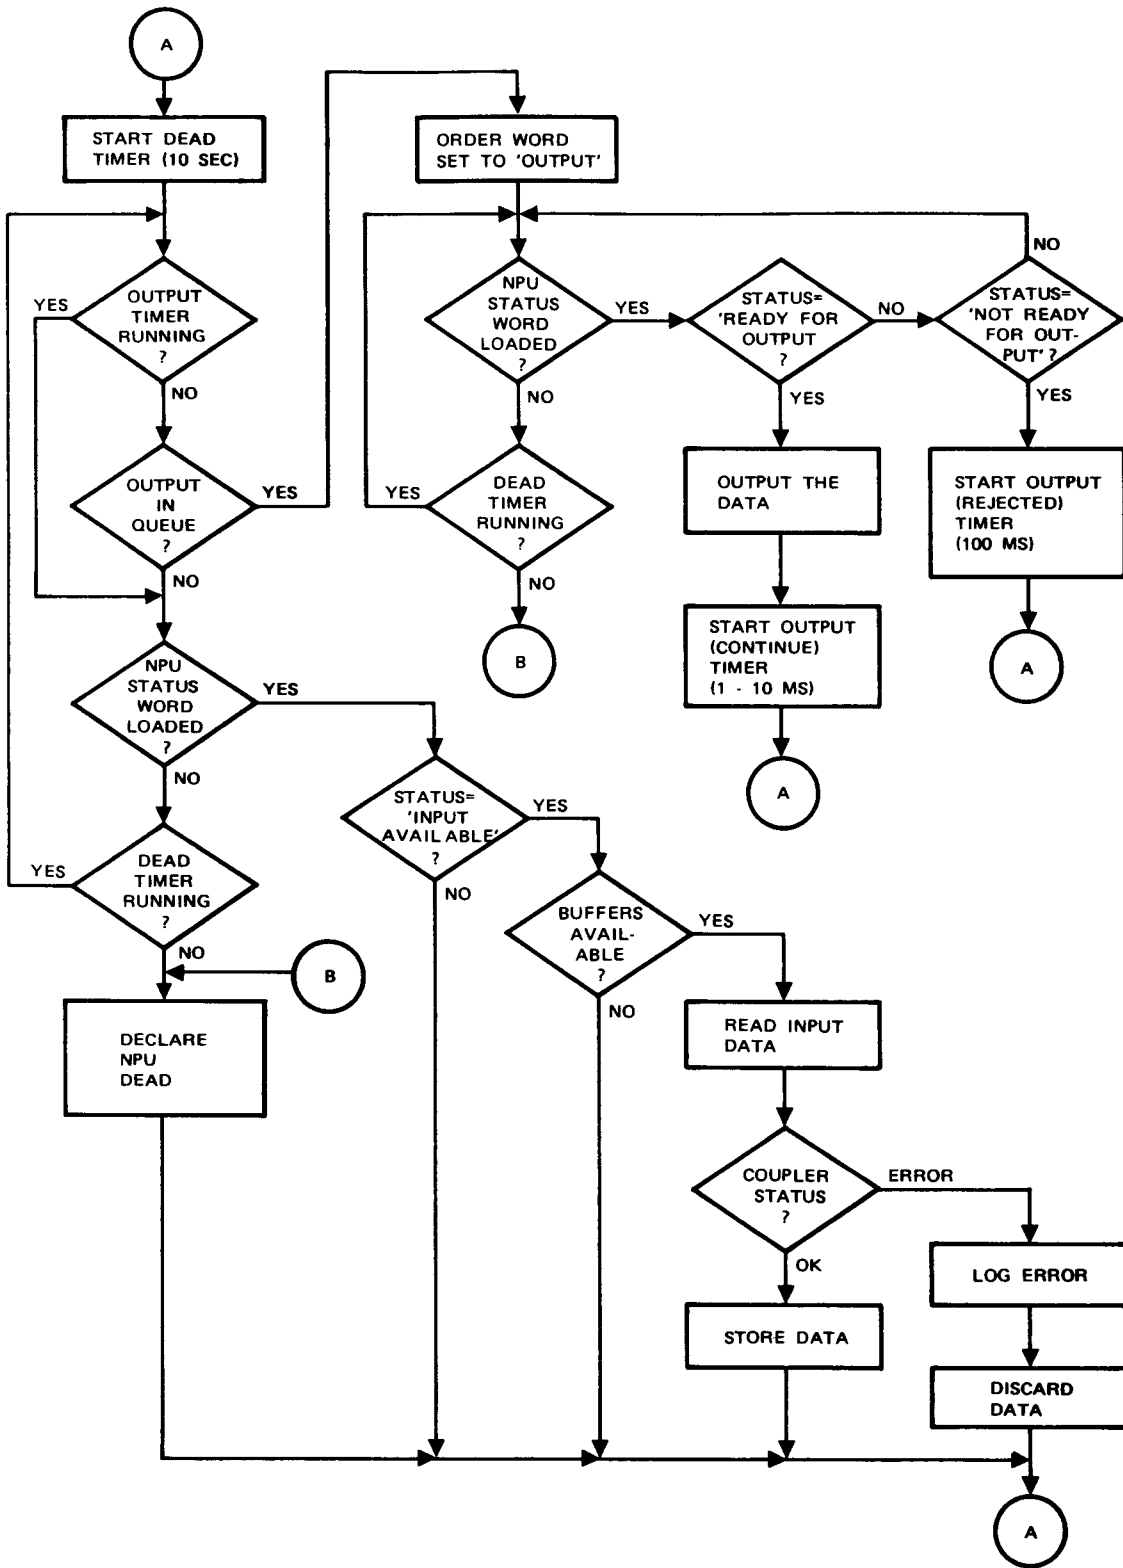 A
START DEAD
TIMER (10 SEC)
ORDER WORD
SET TO 'OUTPUT'
YES
OUTPUT
TIMER
RUNNING
?
NO
NPU
STATUS
WORD
LOADED
?
YES
NO
STATUS=
'READY FOR
OUTPUT
?
NO
YES
NO
STATUS=
'NOT READY
FOR OUT-
PUT' ?
YES
OUTPUT
IN
QUEUE
?
YES
NO
YES
DEAD
TIMER
RUNNING
?
NO
B
OUTPUT THE
DATA
START OUTPUT
(CONTINUE)
TIMER
(1 - 10 MS)
A
START OUTPUT
(REJECTED)
TIMER
(100 MS)
A
NPU
STATUS
WORD
LOADED
?
YES
NO
STATUS=
'INPUT
AVAILABLE'
?
YES
NO
YES
DEAD
TIMER
RUNNING
?
NO
B
DECLARE
NPU
DEAD
BUFFERS
AVAIL-
ABLE
?
YES
NO
READ INPUT
DATA
COUPLER
STATUS
?
ERROR
OK
LOG ERROR
STORE DATA
DISCARD
DATA
A